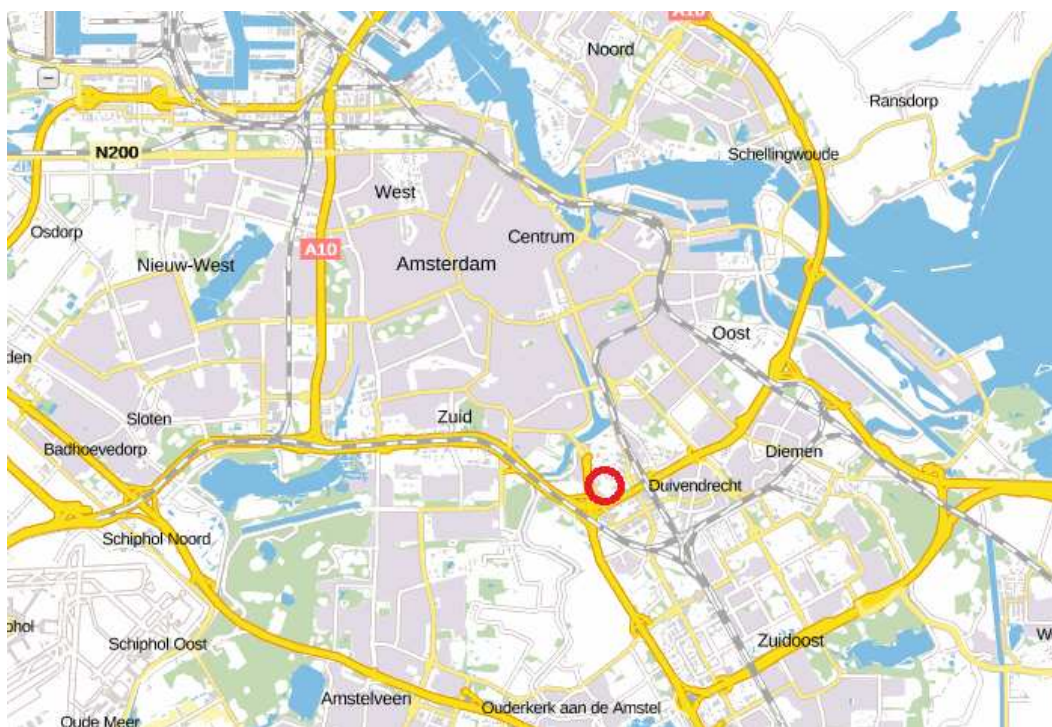 A10
Noord
Ransdorp
N200
Schellingwoude
West
Osdorp
Centrum
A10
Nieuw-West
Amsterdam
Oost
den
Sloten
Zuid
Badhoevedorp
Diemen
Duivendrecht
Schiphol Noord
Schiphol Oost
Zuidoost
Amstelveen
Ouderkerk aan de Amstel
Oude Meer